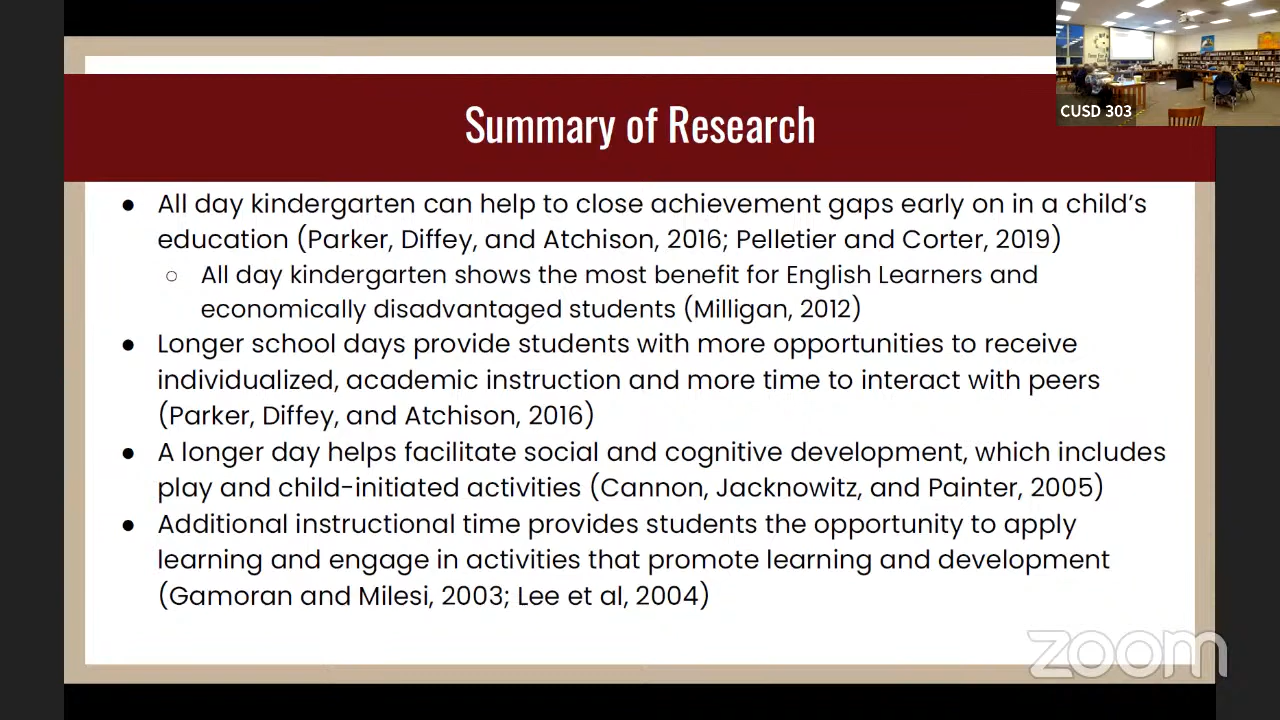 Summary of Research
CUSD 303
● All day kindergarten can help to close achievement gaps early on in a child's
education (Parker, Diffey, and Atchison, 2016; Pelletier and Corter, 2019)
○ All day kindergarten shows the most benefit for English Learners and
economically disadvantaged students (Milligan, 2012)
● Longer school days provide students with more opportunities to receive
individualized, academic instruction and more time to interact with peers
(Parker, Diffey, and Atchison, 2016)
● A longer day helps facilitate social and cognitive development, which includes
play and child-initiated activities (Cannon, Jacknowitz, and Painter, 2005)
● Additional instructional time provides students the opportunity to apply
learning and engage in activities that promote learning and development
(Gamoran and Milesi, 2003; Lee et al, 2004)
zoom